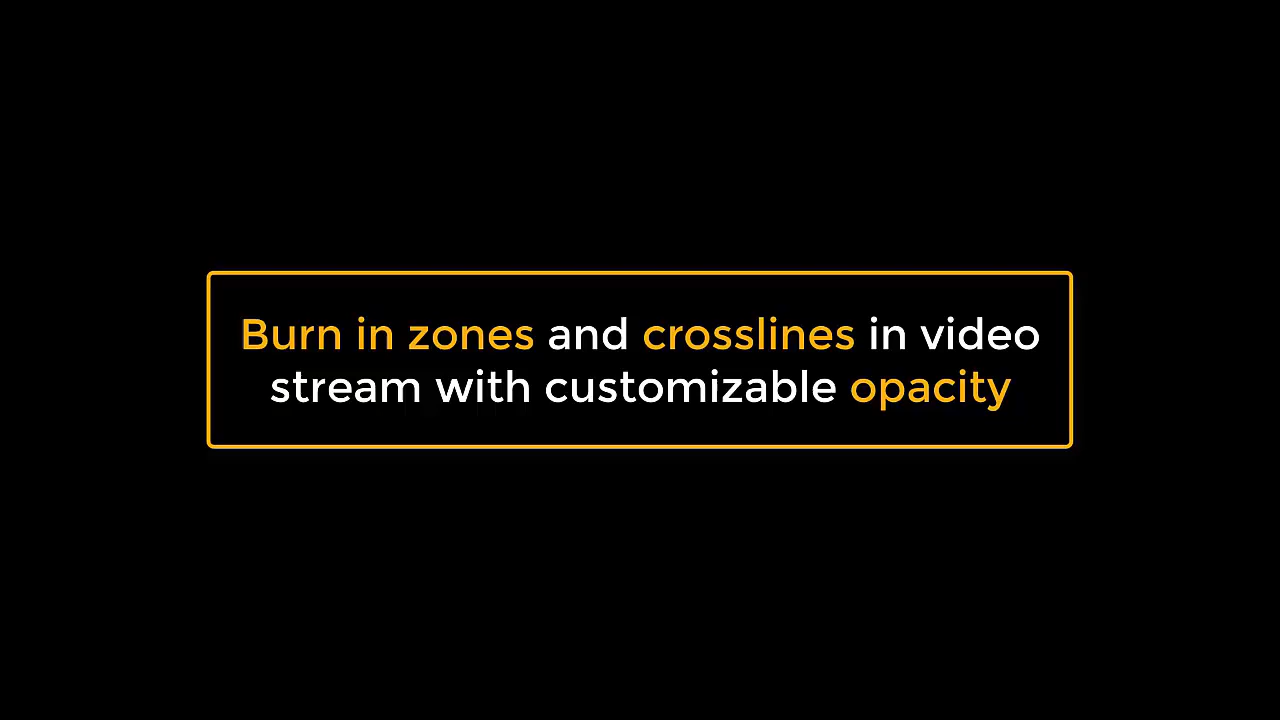 Burn in zones and crosslines in video
stream with customizable opacity